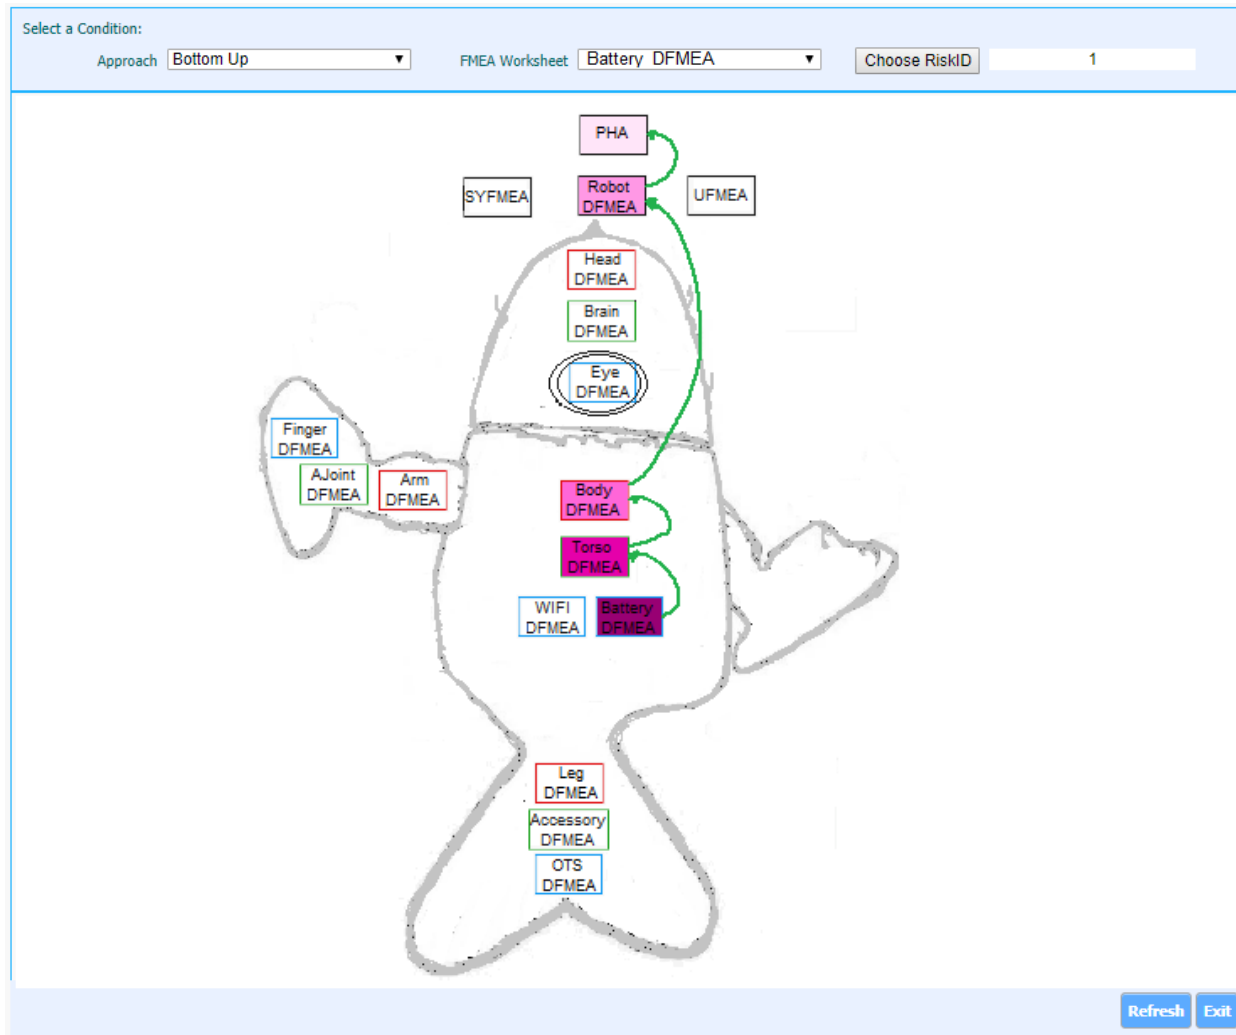 Select a Condition:
Approach Bottom Up FMEA Worksheet Battery DFMEA Choose RiskID 1
PHA
SYFMEA
Robot
DFMEA
UFMEA
Head
DFMEA
Brain
DFMEA
Eye
DFMEA
Finger
DFMEA
AJoint
DFMEA
Arm
DFMEA
Body
DFMEA
Torso
DFMEA
WIFI
DFMEA
Battery
DFMEA
Leg
DFMEA
Accessory
DFMEA
OTS
DFMEA
Refresh Exit